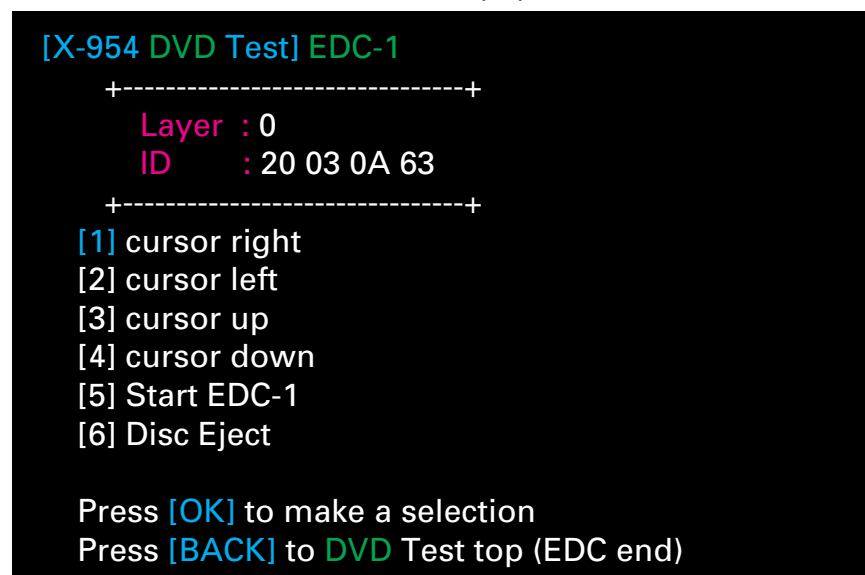 [X-954 DVD Test] EDC-1
+--------------------------------+
Layer : 0
ID : 20 03 0A 63
+--------------------------------+
[1] cursor right
[2] cursor left
[3] cursor up
[4] cursor down
[5] Start EDC-1
[6] Disc Eject
Press [OK] to make a selection
Press [BACK] to DVD Test top (EDC end)